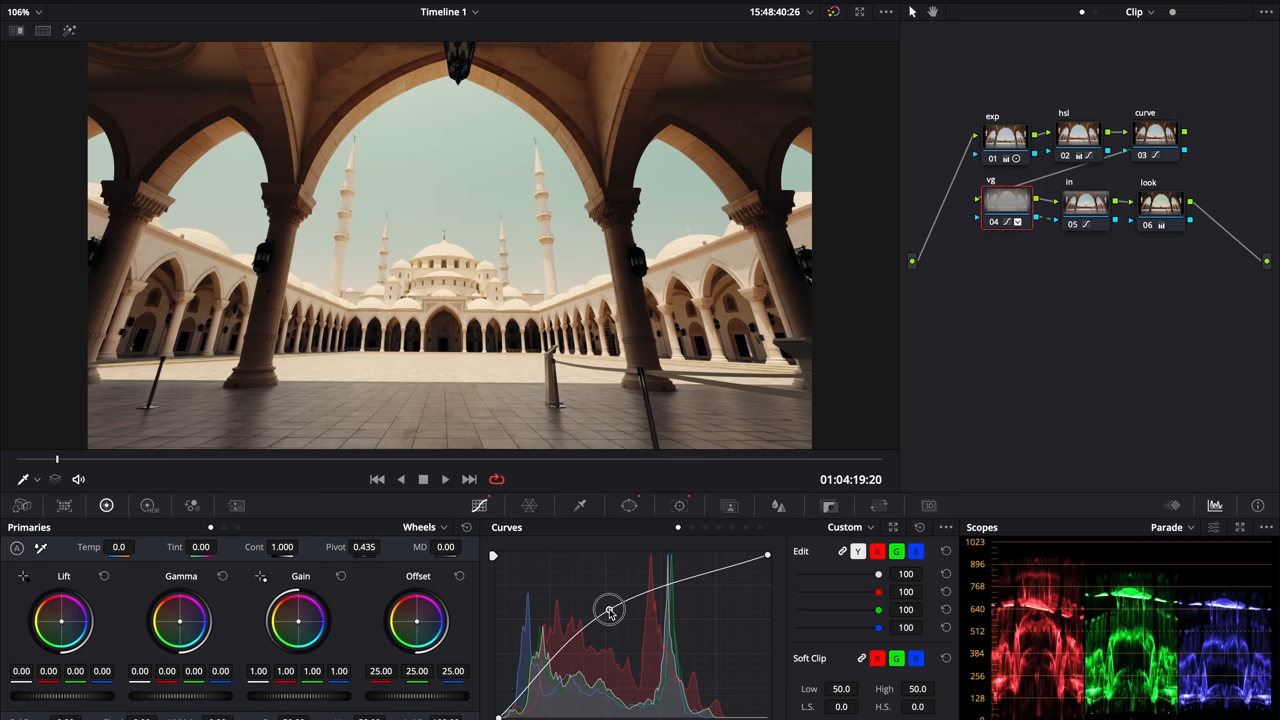 106%
Timeline 1
15:48:40:26
Clip
exp
hsl
curve
01
02
03
vg
in
look
04
05
06
01:04:19:20
HDR
3D
Primaries
Wheels
Curves
Custom
Scopes
Parade
A
Temp 0.0 Tint 0.00 Cont 1.000 Pivot 0.435 MD 0.00
Lift
Gamma
Gain
Offset
0.00 0.00 0.00 0.00
0.00 0.00 0.00 0.00
1.00 1.00 1.00 1.00
25.00 25.00 25.00
Edit
Y R G B
100
100
100
100
Soft Clip
R G B
Low 50.0 High 50.0
L.S. 0.0 H.S. 0.0
1023
896
768
640
512
384
256
128